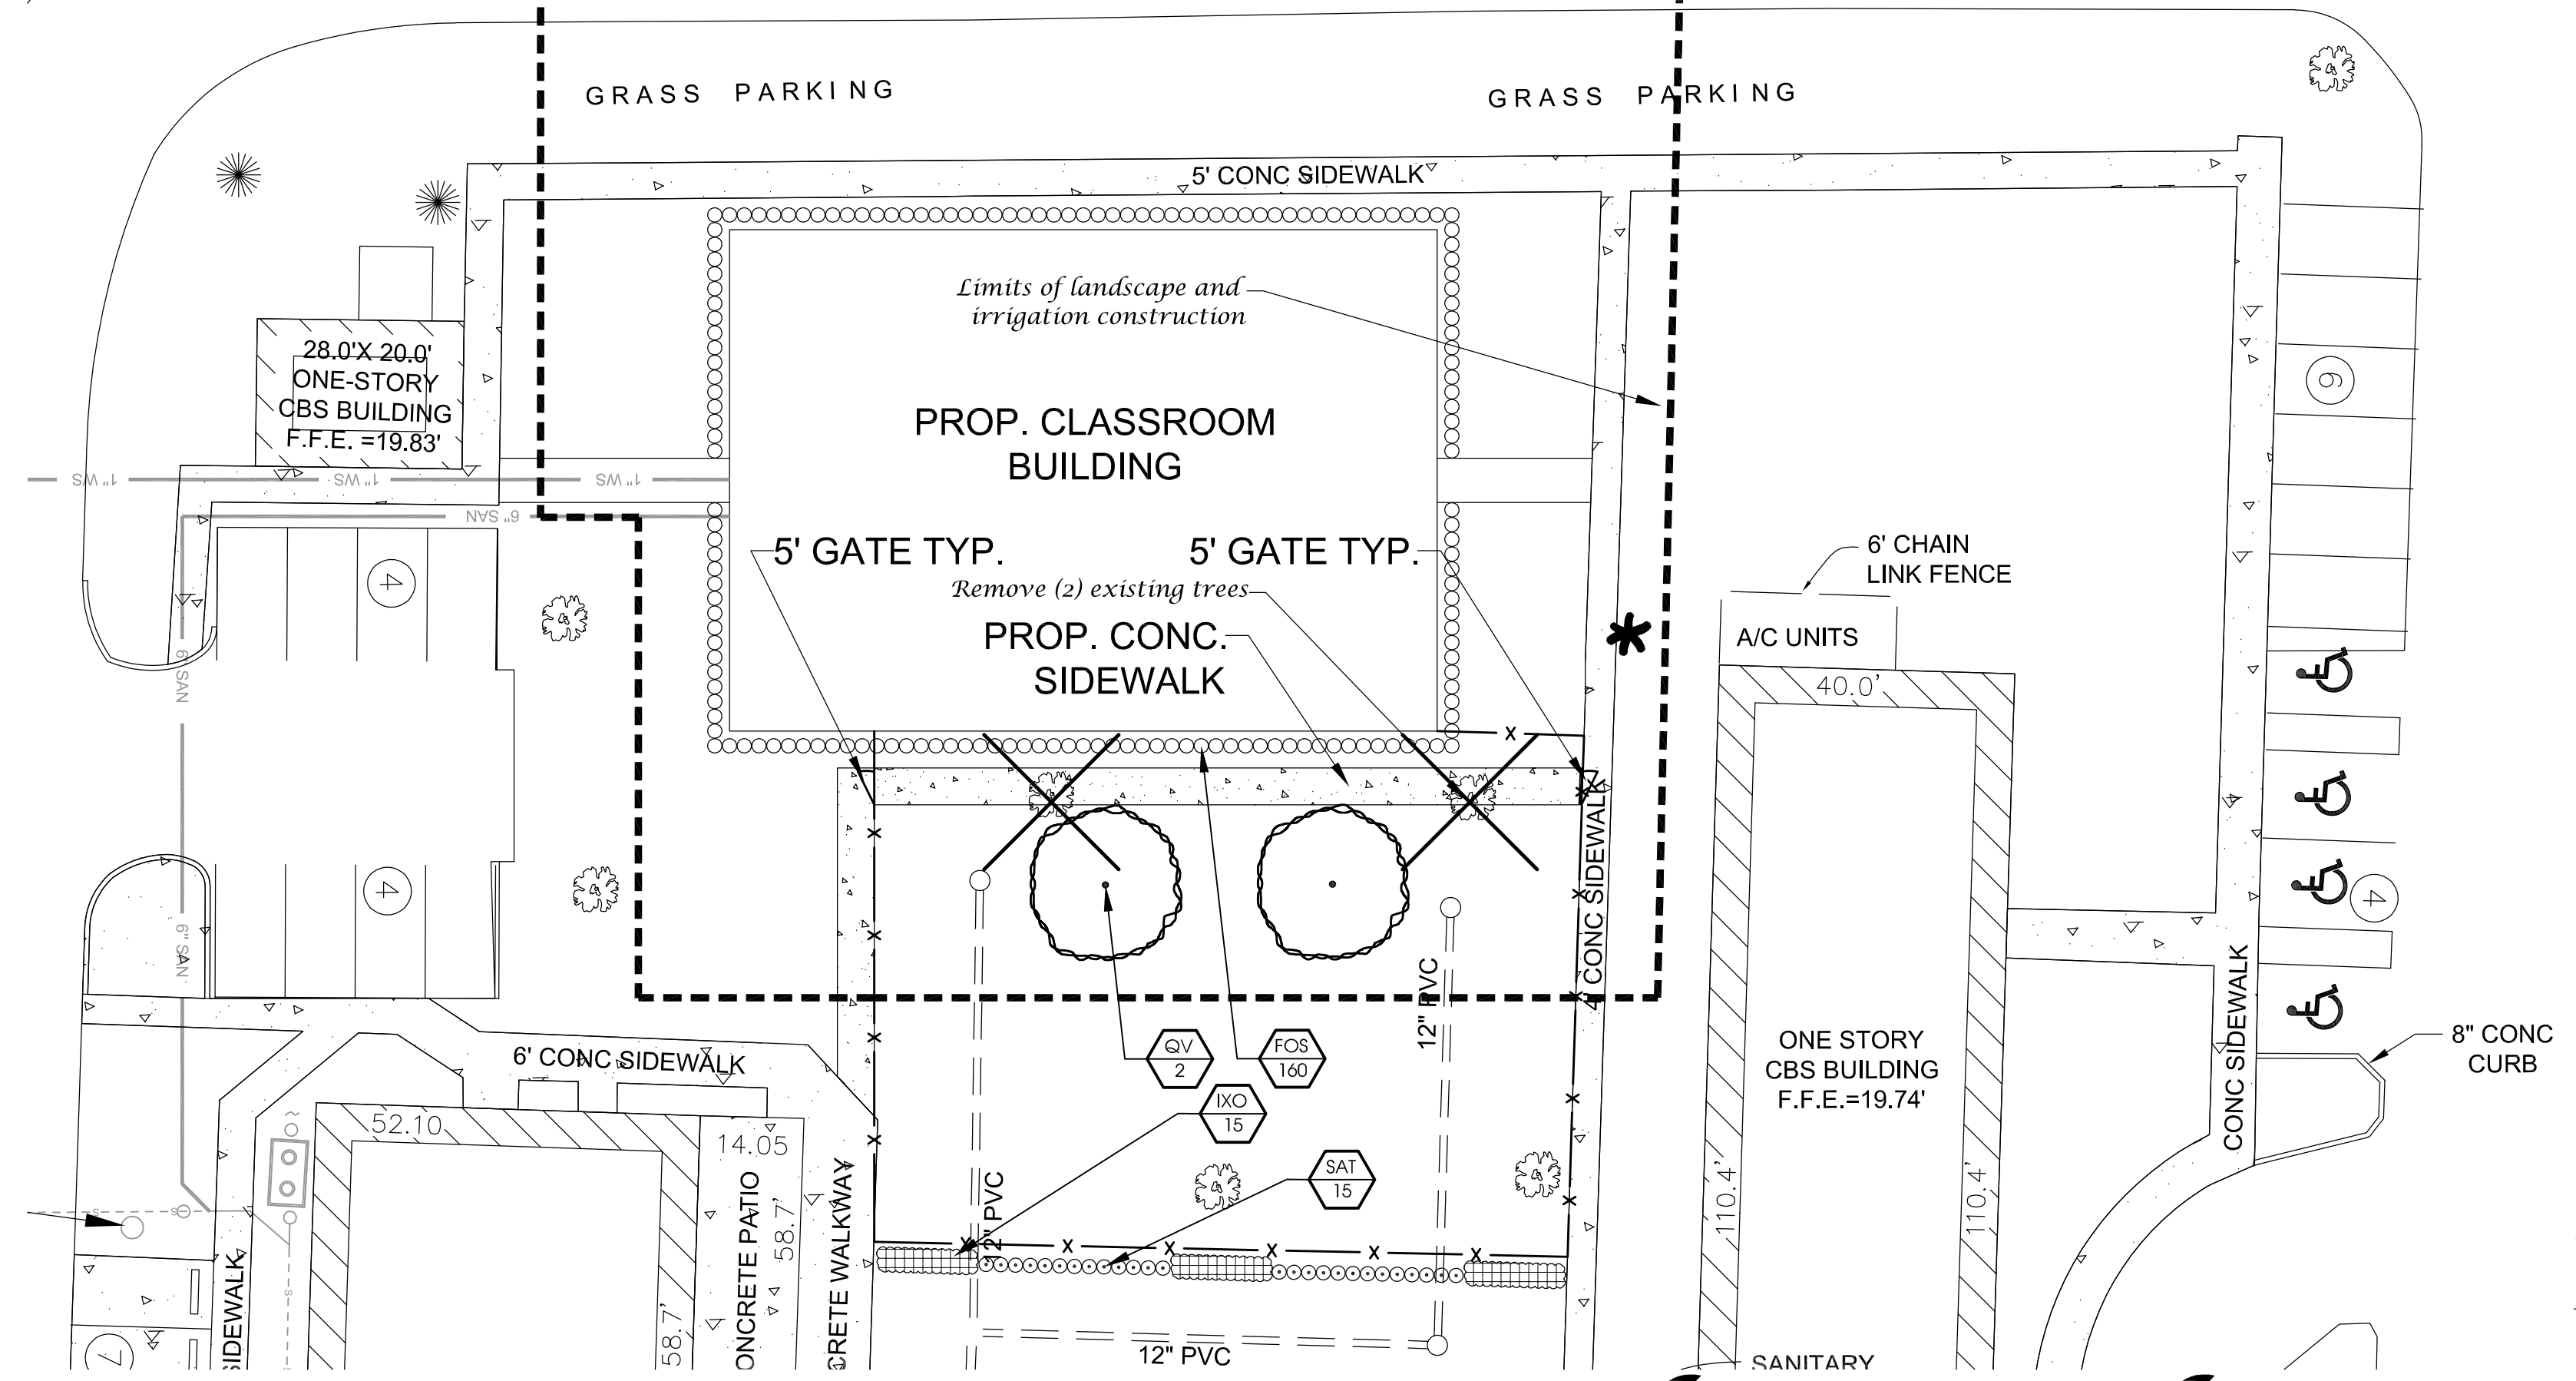 GRASS PARKING
GRASS PARKING
5' CONC SIDEWALK
Limits of landscape and
irrigation construction
28.0'X 20.0'
ONE-STORY
CBS BUILDING
F.F.E. =19.83'
6
PROP. CLASSROOM
BUILDING
1" WS
1" WS
1" WS
6" SAN
5' GATE TYP.
5' GATE TYP.
6' CHAIN
LINK FENCE
4
Remove (2) existing trees
PROP. CONC.
SIDEWALK
*
A/C UNITS
6" SAN
40.0'
X
X
4' CONC SIDEWALK
X
X
4
X
4
6" SAN
X
X
12" PVC
X
X
CONC SIDEWALK
6' CONC SIDEWALK
QV
2
FOS
160
ONE STORY
CBS BUILDING
F.F.E.=19.74'
8" CONC
CURB
IXO
15
X
52.10
14.05
X
SAT
15
X
CONCRETE PATIO
58.7'
CRETE WALKWAY
12" PVC
110.4'
110.4'
S
S
X
X
X
X
X
X
SIDEWALK
S
58.7'
7
12" PVC
SANITARY